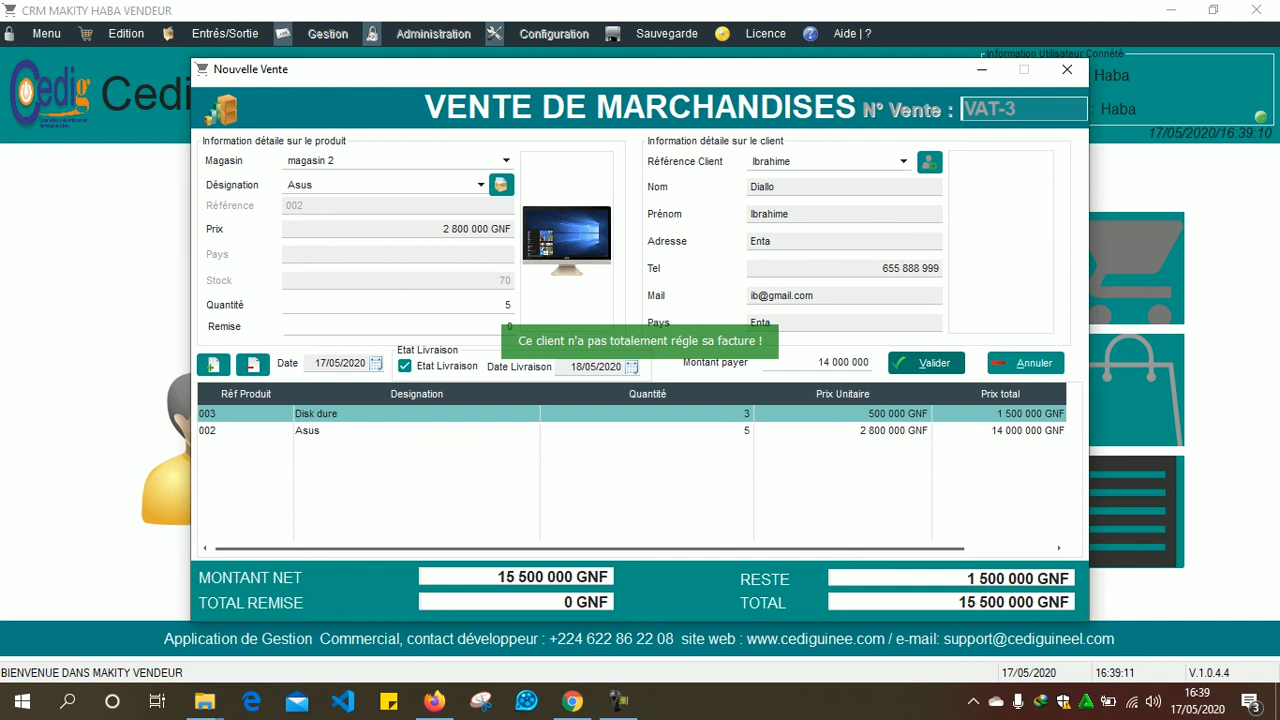 CRM MAKITY HABA VENDEUR
Menu Edition Entrés/Sortie Gestion Administration Configuration Sauvegarde Licence Aide | ?
Information Utilisateur Connété
Cedig Cedi
Haba
Haba
17/05/2020/16:39:10
Nouvelle Vente
VENTE DE MARCHANDISES N° Vente : VAT-3
Information détaile sur le produit
Magasin magasin 2
Désignation Asus
Référence 002
Prix 2 800 000 GNF
Pays
Stock 70
Quantité 5
Remise 0
Information détaile sur le client
Référence Client Ibrahime
Nom Diallo
Prénom Ibrahime
Adresse Enta
Tel 655 888 999
Mail ib@gmail.com
Pays Enta
Ce client n'a pas totalement régle sa facture !
Date 17/05/2020
Etat Livraison
Etat Livraison Date Livraison 18/05/2020
Montant payer 14 000 000 Valider Annuler
Réf Produit Designation Quantité Prix Unitaire Prix total
003 Disk dure 3 500 000 GNF 1 500 000 GNF
002 Asus 5 2 800 000 GNF 14 000 000 GNF
MONTANT NET 15 500 000 GNF RESTE 1 500 000 GNF
TOTAL REMISE 0 GNF TOTAL 15 500 000 GNF
Application de Gestion Commercial, contact développeur : +224 622 86 22 08 site web : www.cediguinee.com / e-mail: support@cediguineel.com
BIENVENUE DANS MAKITY VENDEUR 17/05/2020 16:39:11 V.1.0.4.4
16:39
17/05/2020
3